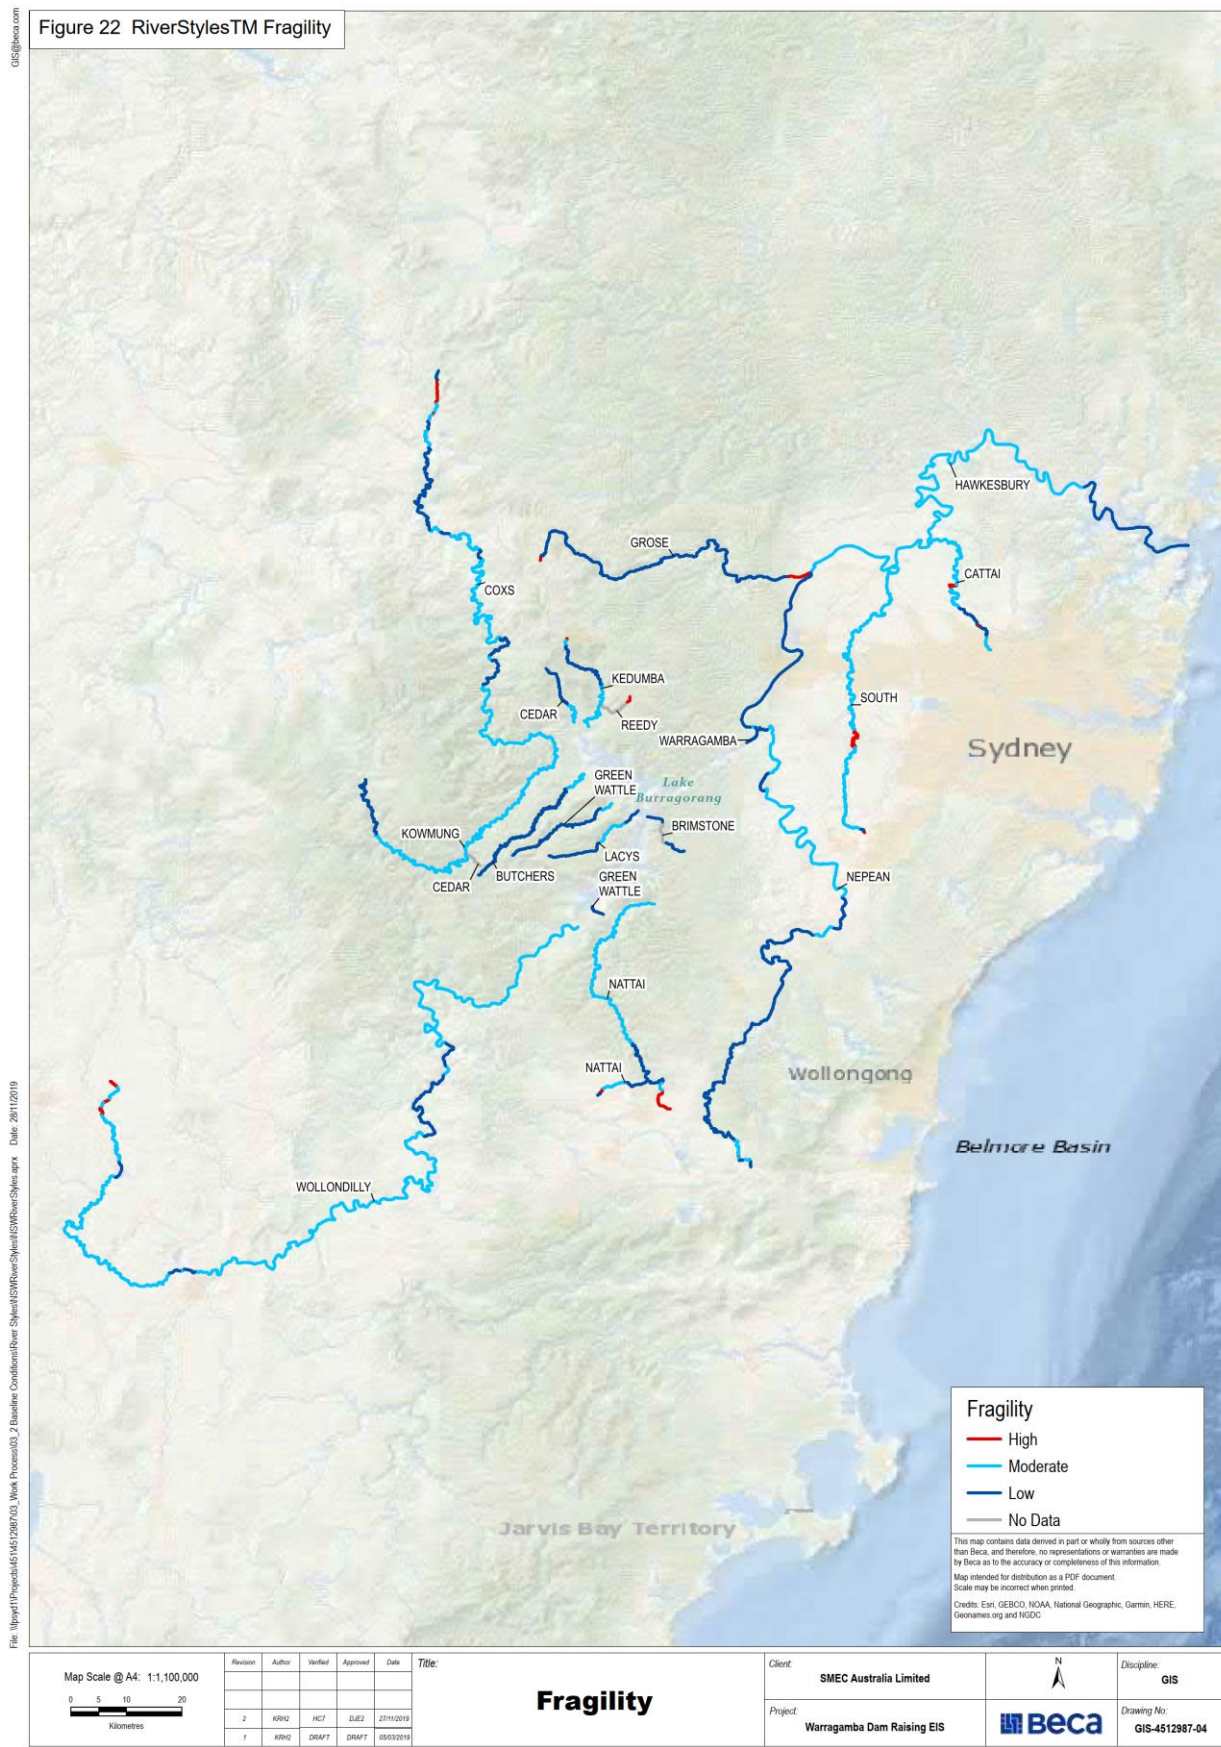 Figure 22 RiverStylesTM Fragility
GIS@beca.com
HAWKESBURY
GROSE
CATTAI
COXS
KEDUMBA
CEDAR
REEDY
SOUTH
WARRAGAMBA
Sydney
GREEN
WATTLE
Lake
Burragorang
BRIMSTONE
KOWMUNG
LACYS
CEDAR
BUTCHERS
GREEN
WATTLE
NEPEAN
NATTAI
NATTAI
Wollongong
Belmore Basin
WOLLONDILLY
Jarvis Bay Territory
Fragility
High
Moderate
Low
No Data
This map contains data derived in part or wholly from sources other
than Beca, and therefore, no representations or warranties are made
by Beca as to the accuracy or completeness of this information.
Map intended for distribution as a PDF document.
Scale may be incorrect when printed.
Credits: Esri, GEBCO, NOAA, National Geographic, Garmin, HERE,
Geonames.org and NGDC
Date: 28/11/2019
Map Scale @ A4: 1:1,100,000
0 5 10 20
Kilometres
Revision Author Verified Approved Date
2 KRH2 HC7 DJE2 27/11/2019
1 KRH2 DRAFT DRAFT 05/03/2019
Title:
Fragility
Client:
SMEC Australia Limited
Project:
Warragamba Dam Raising EIS
N
Beca
Discipline:
GIS
Drawing No:
GIS-4512987-04